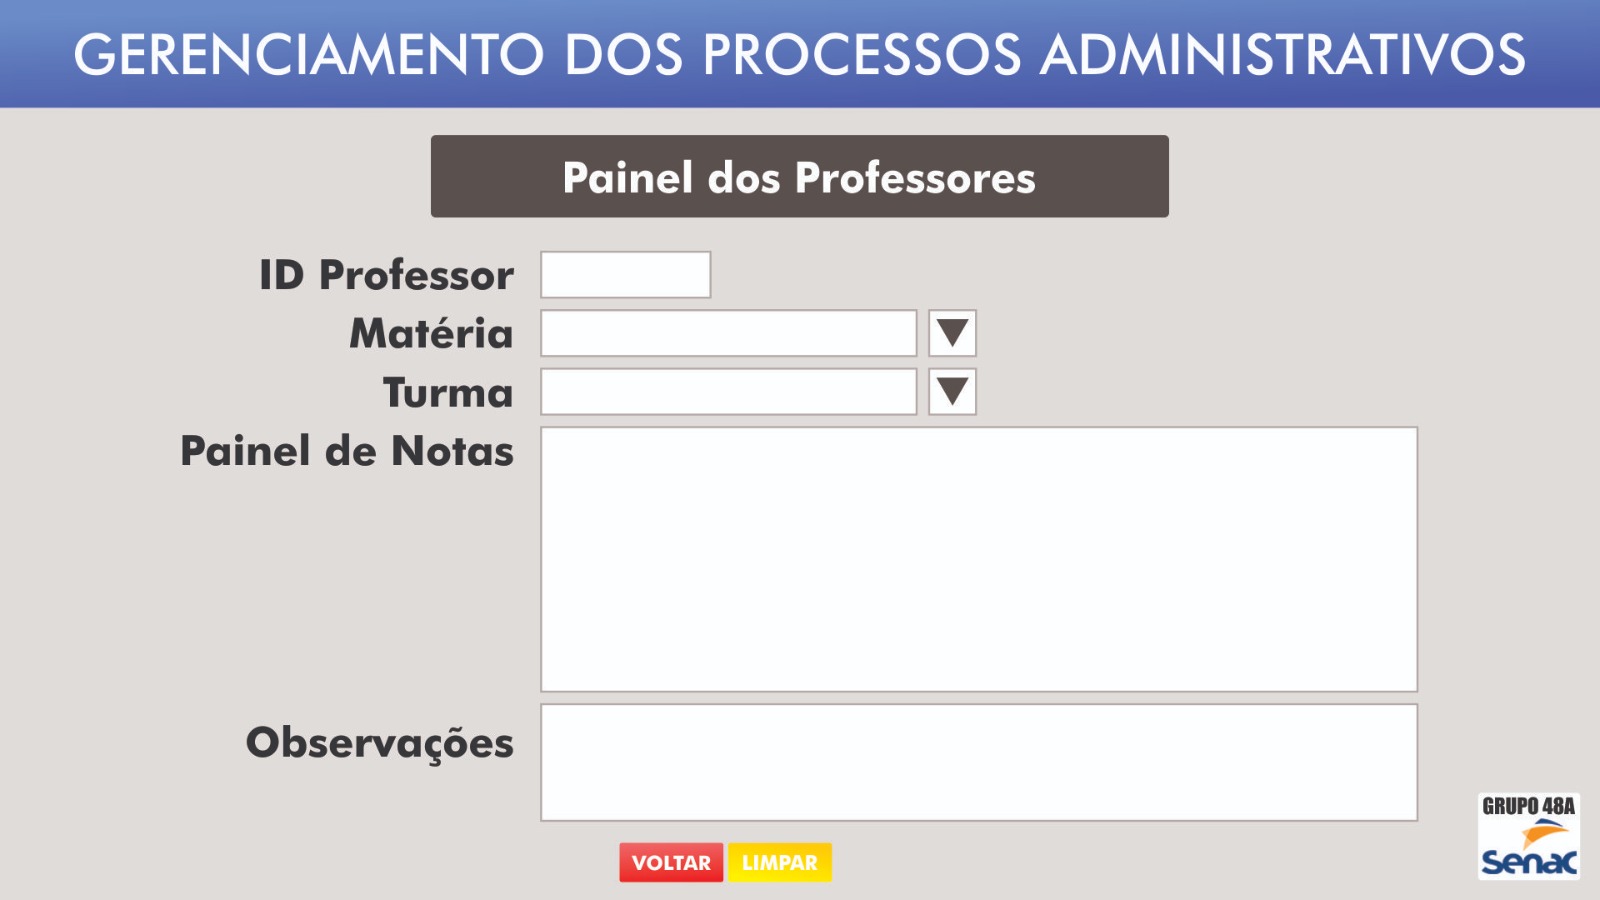 GERENCIAMENTO DOS PROCESSOS ADMINISTRATIVOS
Painel dos Professores
ID Professor
Matéria
Turma
Painel de Notas
Observações
VOLTAR LIMPAR
GRUPO 48A
Senac